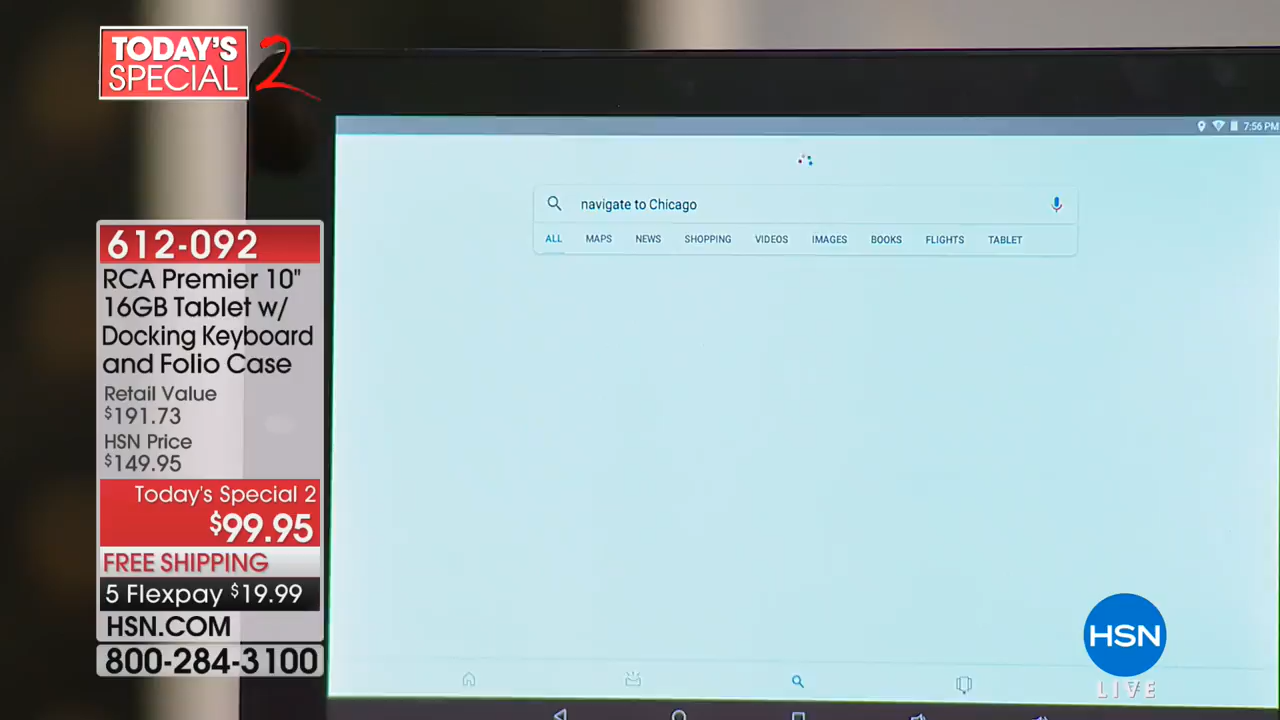 TODAY'S
SPECIAL 2
612-092
RCA Premier 10"
16GB Tablet w/
Docking Keyboard
and Folio Case
Retail Value
$191.73
HSN Price
$149.95
Today's Special 2
$99.95
FREE SHIPPING
5 Flexpay $19.99
HSN.COM
800-284-3100
7:56 PM
navigate to Chicago
ALL MAPS NEWS SHOPPING VIDEOS IMAGES BOOKS FLIGHTS TABLET
HSN
LIVE